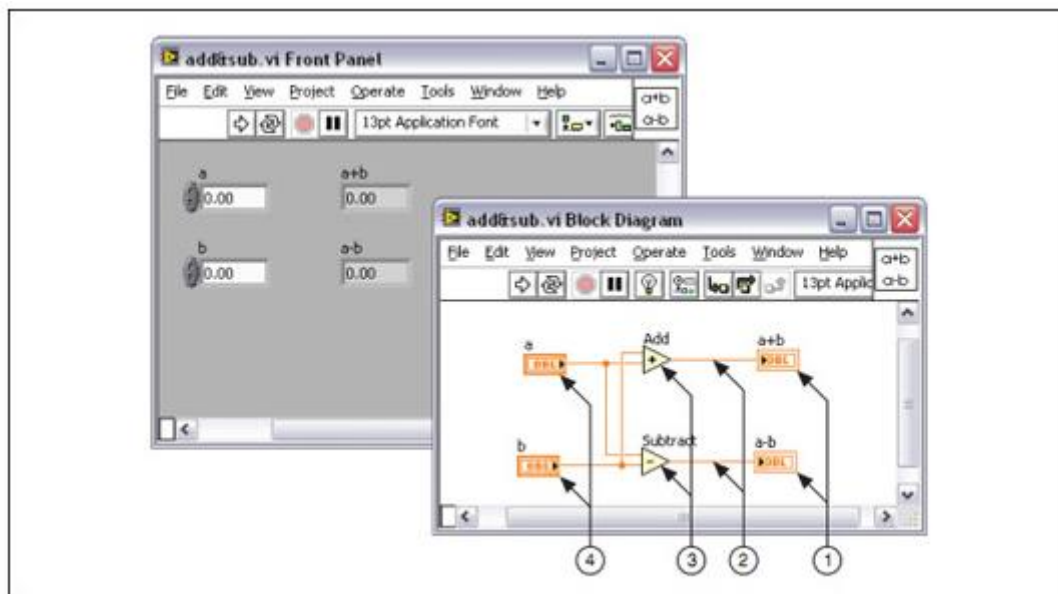 add&sub.vi Front Panel
File Edit View Project Operate Tools Window Help
a+b
a-b
13pt Application Font
a
0.00
a+b
0.00
b
0.00
a-b
0.00
add&sub.vi Block Diagram
File Edit View Project Operate Tools Window Help
a+b
a-b
13pt Applic
a
DBL
Add
+
a+b
DBL
b
DBL
Subtract
-
a-b
DBL
4
3
2
1